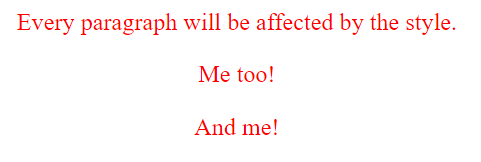 Every paragraph will be affected by the style.
Me too!
And me!